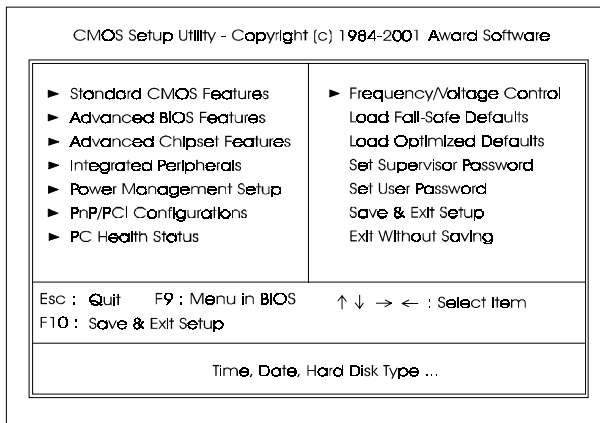 CMOS Setup Utility - Copyright (c) 1984-2001 Award Software
► Standard CMOS Features
► Advanced BIOS Features
► Advanced Chipset Features
► Integrated Peripherals
► Power Management Setup
► PnP/PCI Configurations
► PC Health Status
► Frequency/Voltage Control
Load Fail-Safe Defaults
Load Optimized Defaults
Set Supervisor Password
Set User Password
Save & Exit Setup
Exit Without Saving
Esc : Quit F9 : Menu in BIOS ↑ ↓ → ← : Select Item
F10 : Save & Exit Setup
Time, Date, Hard Disk Type ...